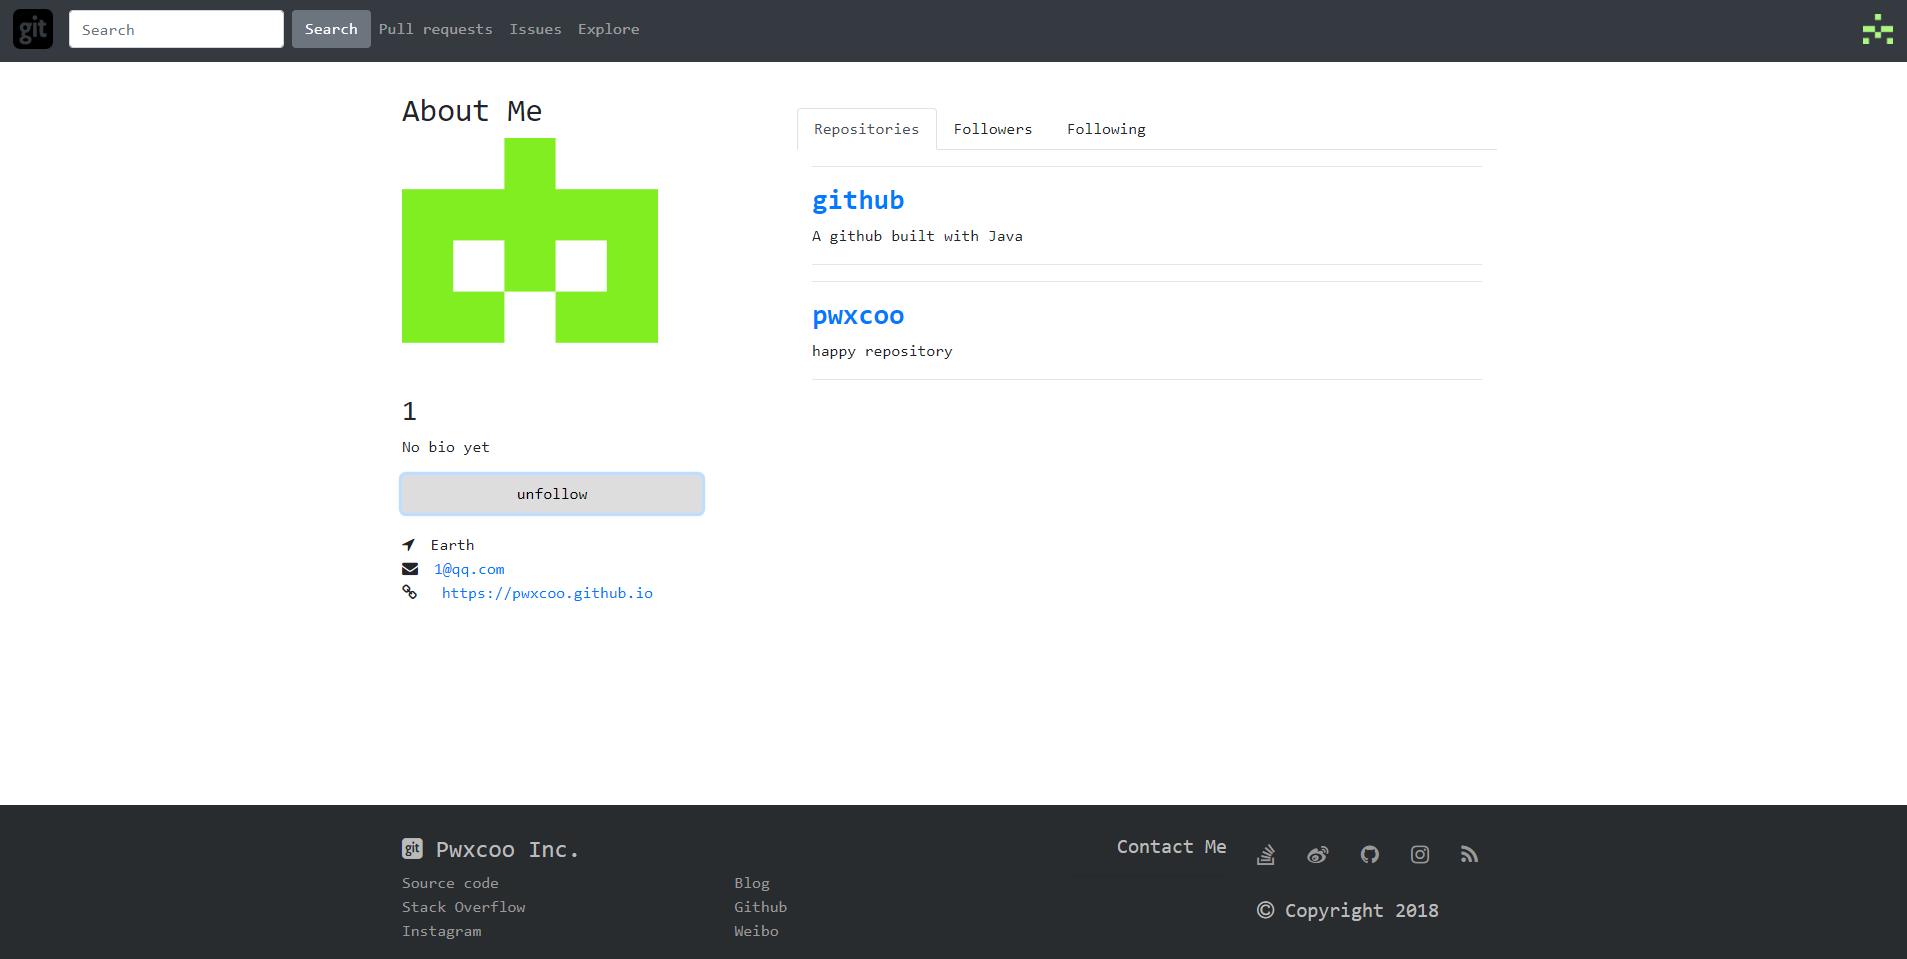 git
Search
Search
Pull requests
Issues
Explore
About Me
1
No bio yet
unfollow
Earth
1@qq.com
https://pwxcoo.github.io
Repositories
Followers
Following
github
A github built with Java
pwxcoo
happy repository
git Pwxcoo Inc.
Source code
Stack Overflow
Instagram
Blog
Github
Weibo
Contact Me
© Copyright 2018